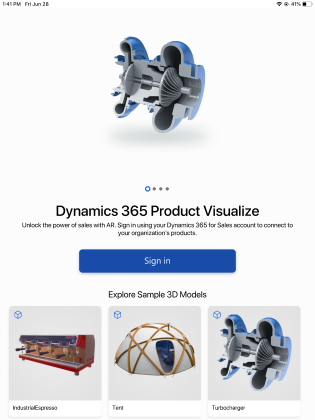 1:41 PM Fri Jun 28 41%
Dynamics 365 Product Visualize
Unlock the power of sales with AR. Sign in using your Dynamics 365 for Sales account to connect to
your organization's products.
Sign in
Explore Sample 3D Models
IndustrialEspresso Tent Turbocharger